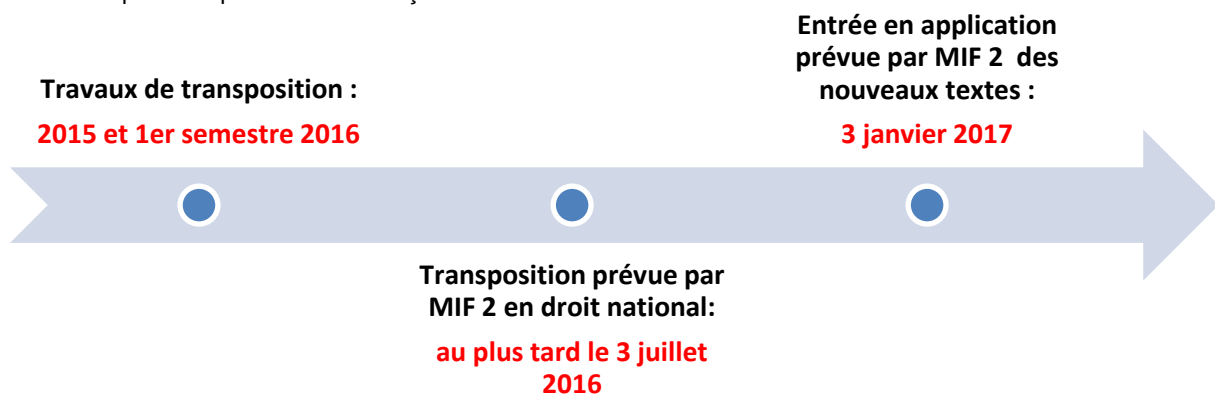 Travaux de transposition :
2015 et 1er semestre 2016
Transposition prévue par
MIF 2 en droit national:
au plus tard le 3 juillet
2016
Entrée en application
prévue par MIF 2 des
nouveaux textes :
3 janvier 2017